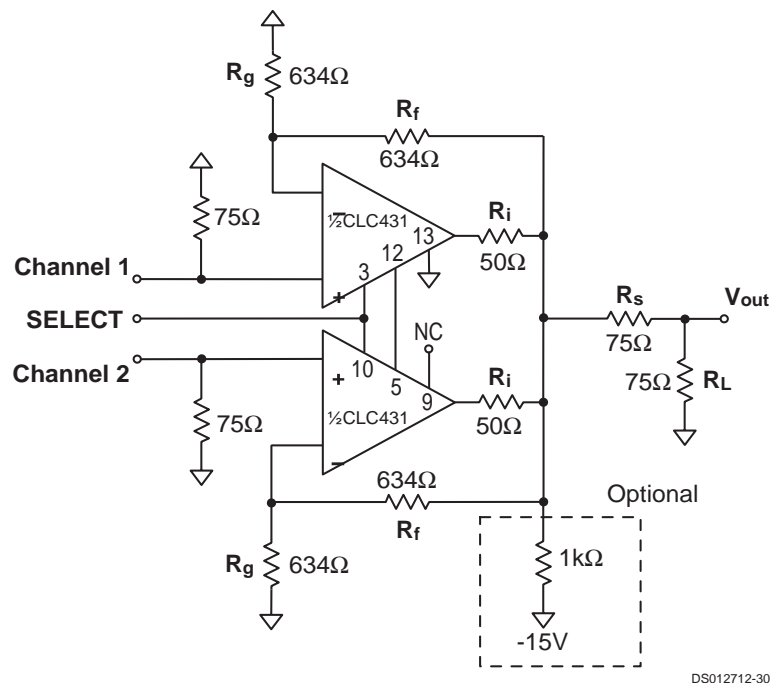 Rg 634Ω
Rf
634Ω
75Ω
½CLC431
13
12
3
Ri
50Ω
Channel 1
+
−
SELECT
Rs
75Ω
Vout
NC
Channel 2
+
10
5
9
Ri
50Ω
75Ω RL
½CLC431
75Ω
−
634Ω
Rf
Optional
Rg 634Ω
1kΩ
-15V
DS012712-30